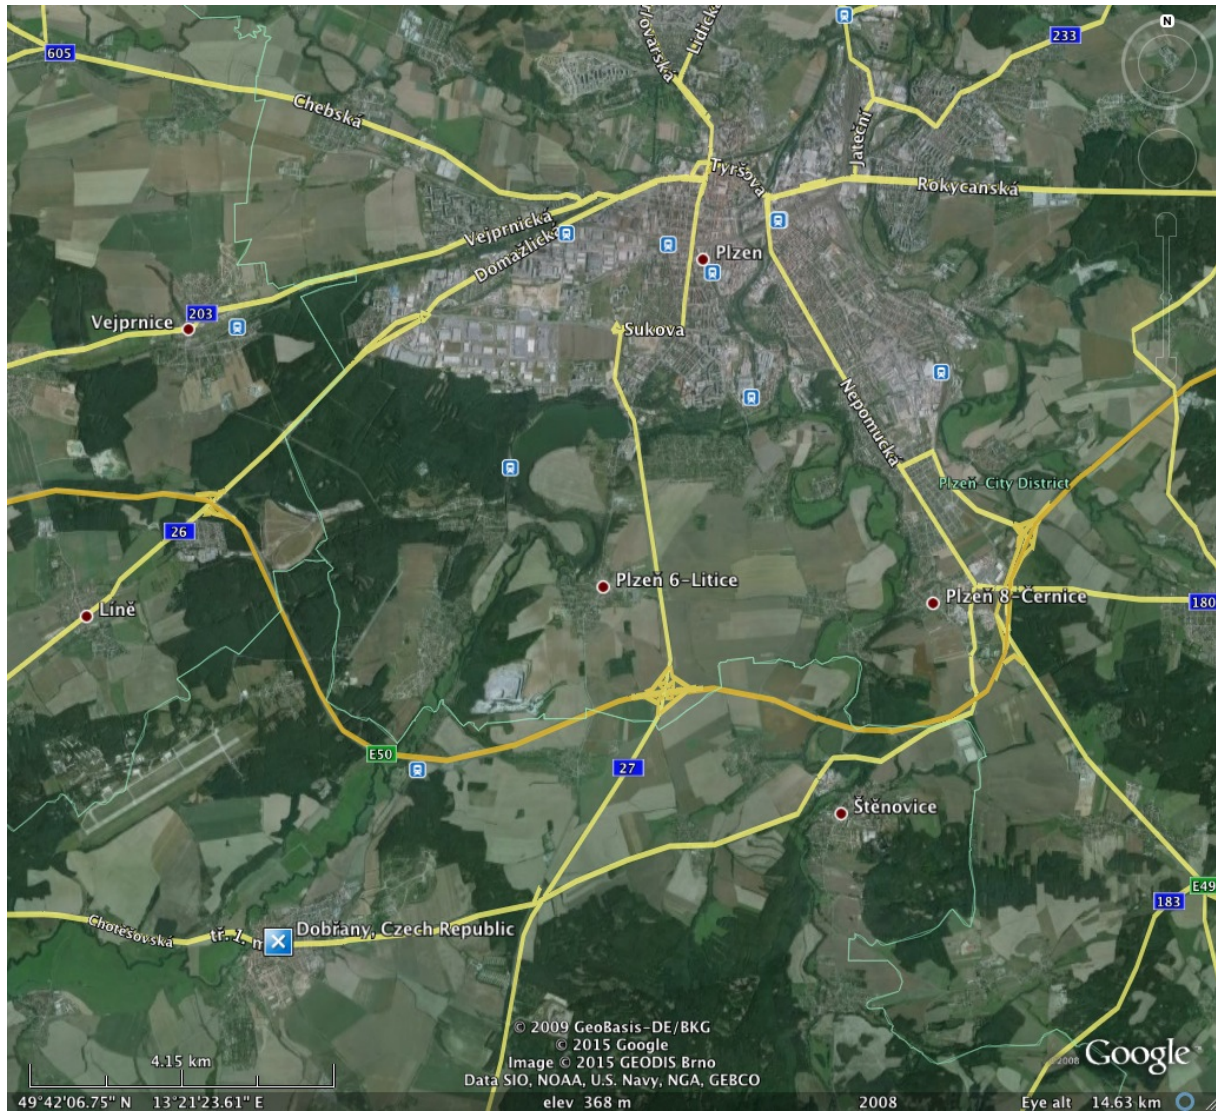 605
233
N
Karlovarská
Lidická
Chebská
Jateční
Tyršova
Rokycanská
Vejprnická
Domažlická
Plzen
203
Vejprnice
Sukova
Nepomucká
Plzeň-City District
26
Plzeň 6-Litice
Plzeň 8-Černice
180
Líně
E50
27
Štěnovice
E49
183
Chotěšovská
tř. 1. m
Dobřany, Czech Republic
© 2009 GeoBasis-DE/BKG
© 2015 Google
Image © 2015 GEODIS Brno
Data SIO, NOAA, U.S. Navy, NGA, GEBCO
2008
Google
4.15 km
49°42'06.75" N 13°21'23.61" E elev 368 m 2008 Eye alt 14.63 km